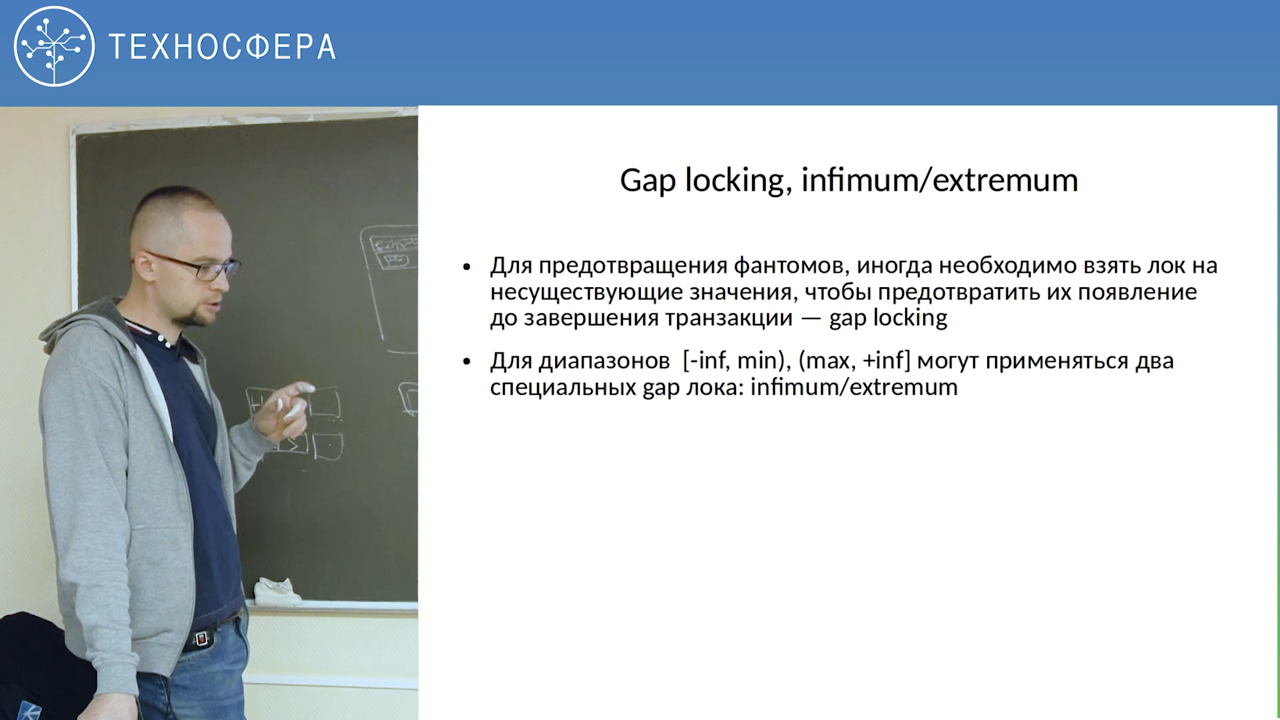 ТЕХНОСФЕРА
Gap locking, infimum/extremum
• Для предотвращения фантомов, иногда необходимо взять лок на
несуществующие значения, чтобы предотвратить их появление
до завершения транзакции — gap locking
• Для диапазонов [-inf, min), (max, +inf] могут применяться два
специальных gap лока: infimum/extremum